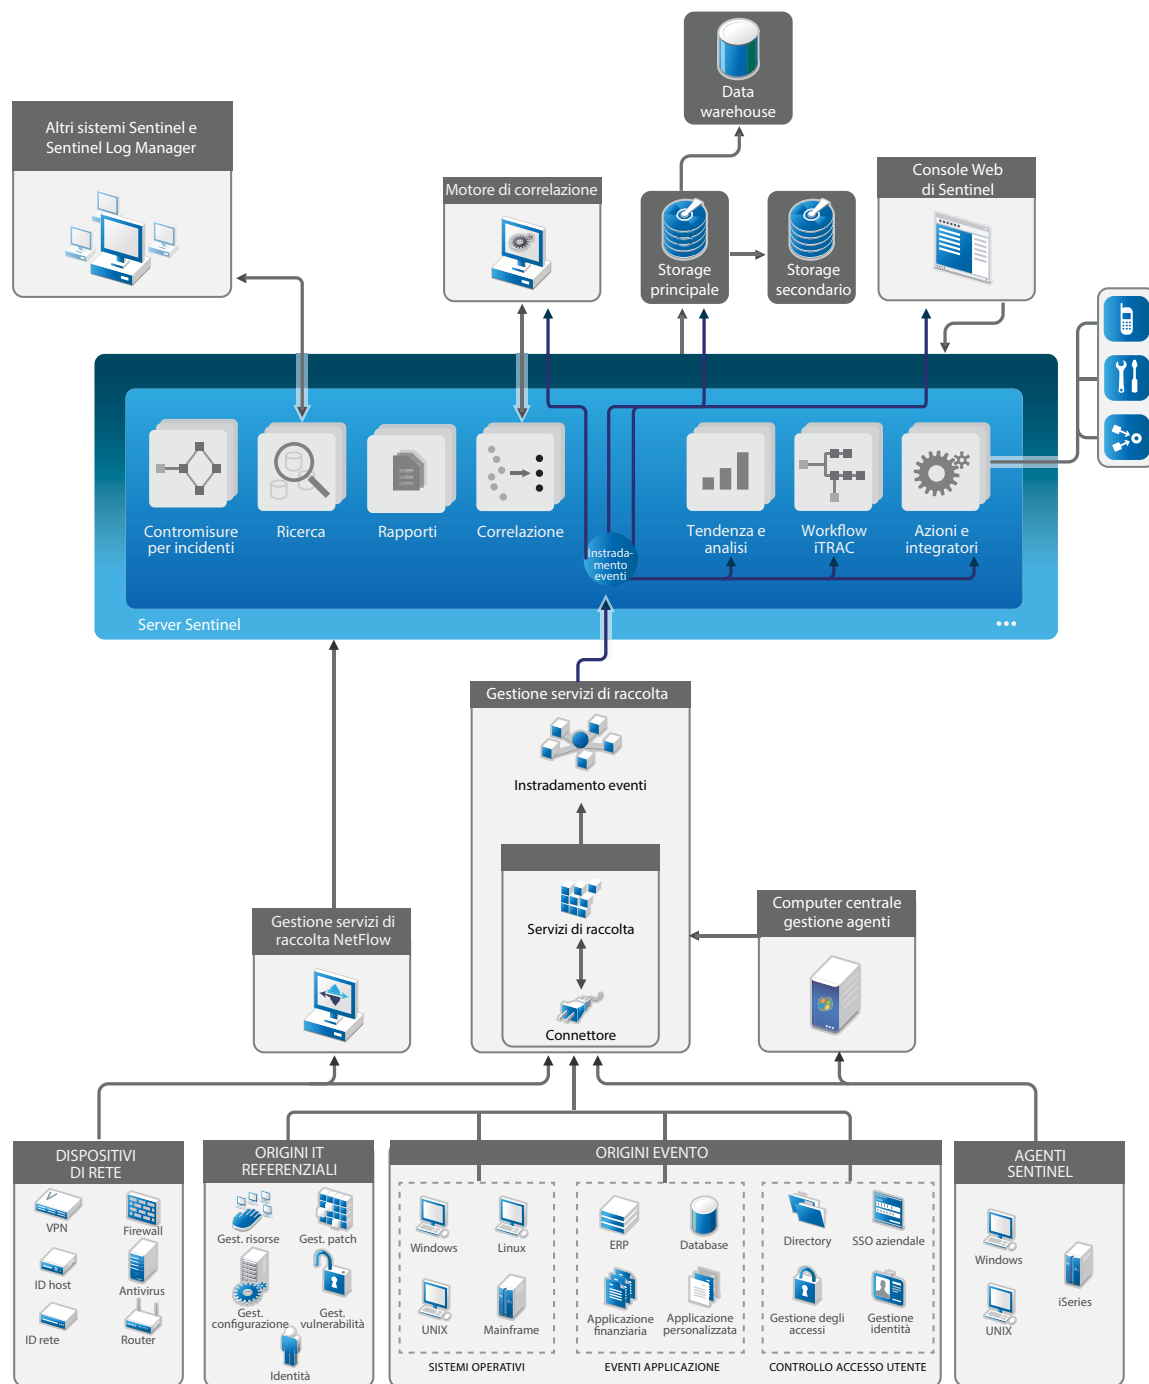 Data
warehouse
Altri sistemi Sentinel e
Sentinel Log Manager
Motore di correlazione
Storage
principale
Storage
secondario
Console Web
di Sentinel
Contromisure
per incidenti
Ricerca
Rapporti
Correlazione
Instrada-
mento
eventi
Tendenza e
analisi
Workflow
iTRAC
Azioni e
integratori
Server Sentinel
Gestione servizi di raccolta
Instradamento eventi
Servizi di raccolta
Connettore
Gestione servizi di
raccolta NetFlow
Computer centrale
gestione agenti
DISPOSITIVI
DI RETE
VPN
Firewall
ID host
Antivirus
ID rete
Router
ORIGINI IT
REFERENZIALI
Gest. risorse
Gest. patch
Gest.
configurazione
Gest.
vulnerabilità
Identità
ORIGINI EVENTO
Windows
Linux
UNIX
Mainframe
SISTEMI OPERATIVI
ERP
Database
Applicazione
finanziaria
Applicazione
personalizzata
EVENTI APPLICAZIONE
Directory
SSO aziendale
Gestione degli
accessi
Gestione
identità
CONTROLLO ACCESSO UTENTE
AGENTI
SENTINEL
Windows
UNIX
iSeries